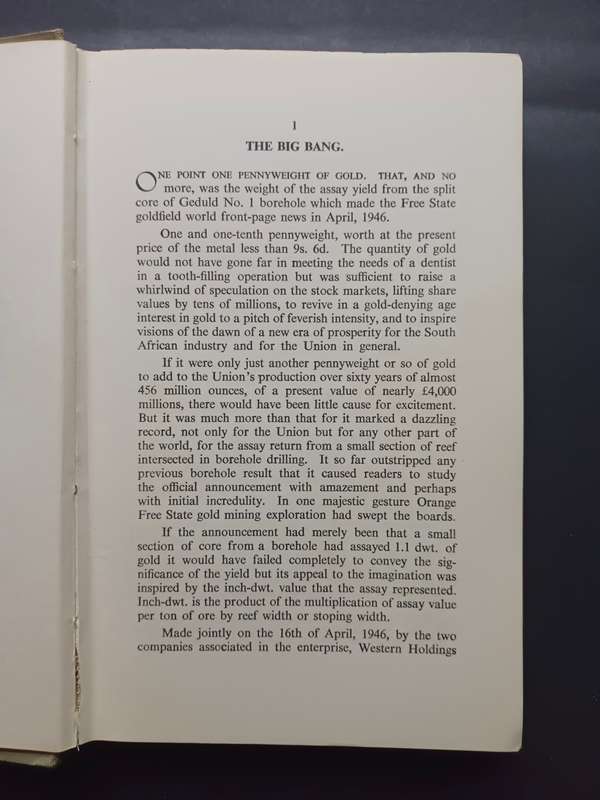 1
THE BIG BANG.
ONE POINT ONE PENNYWEIGHT OF GOLD. THAT, AND NO
more, was the weight of the assay yield from the split
core of Geduld No. 1 borehole which made the Free State
goldfield world front-page news in April, 1946.
One and one-tenth pennyweight, worth at the present
price of the metal less than 9s. 6d. The quantity of gold
would not have gone far in meeting the needs of a dentist
in a tooth-filling operation but was sufficient to raise a
whirlwind of speculation on the stock markets, lifting share
values by tens of millions, to revive in a gold-denying age
interest in gold to a pitch of feverish intensity, and to inspire
visions of the dawn of a new era of prosperity for the South
African industry and for the Union in general.
If it were only just another pennyweight or so of gold
to add to the Union's production over sixty years of almost
456 million ounces, of a present value of nearly £4,000
millions, there would have been little cause for excitement.
But it was much more than that for it marked a dazzling
record, not only for the Union but for any other part of
the world, for the assay return from a small section of reef
intersected in borehole drilling. It so far outstripped any
previous borehole result that it caused readers to study
the official announcement with amazement and perhaps
with initial incredulity. In one majestic gesture Orange
Free State gold mining exploration had swept the boards.
If the announcement had merely been that a small
section of core from a borehole had assayed 1.1 dwt. of
gold it would have failed completely to convey the sig-
nificance of the yield but its appeal to the imagination was
inspired by the inch-dwt. value that the assay represented.
Inch-dwt. is the product of the multiplication of assay value
per ton of ore by reef width or stoping width.
Made jointly on the 16th of April, 1946, by the two
companies associated in the enterprise, Western Holdings